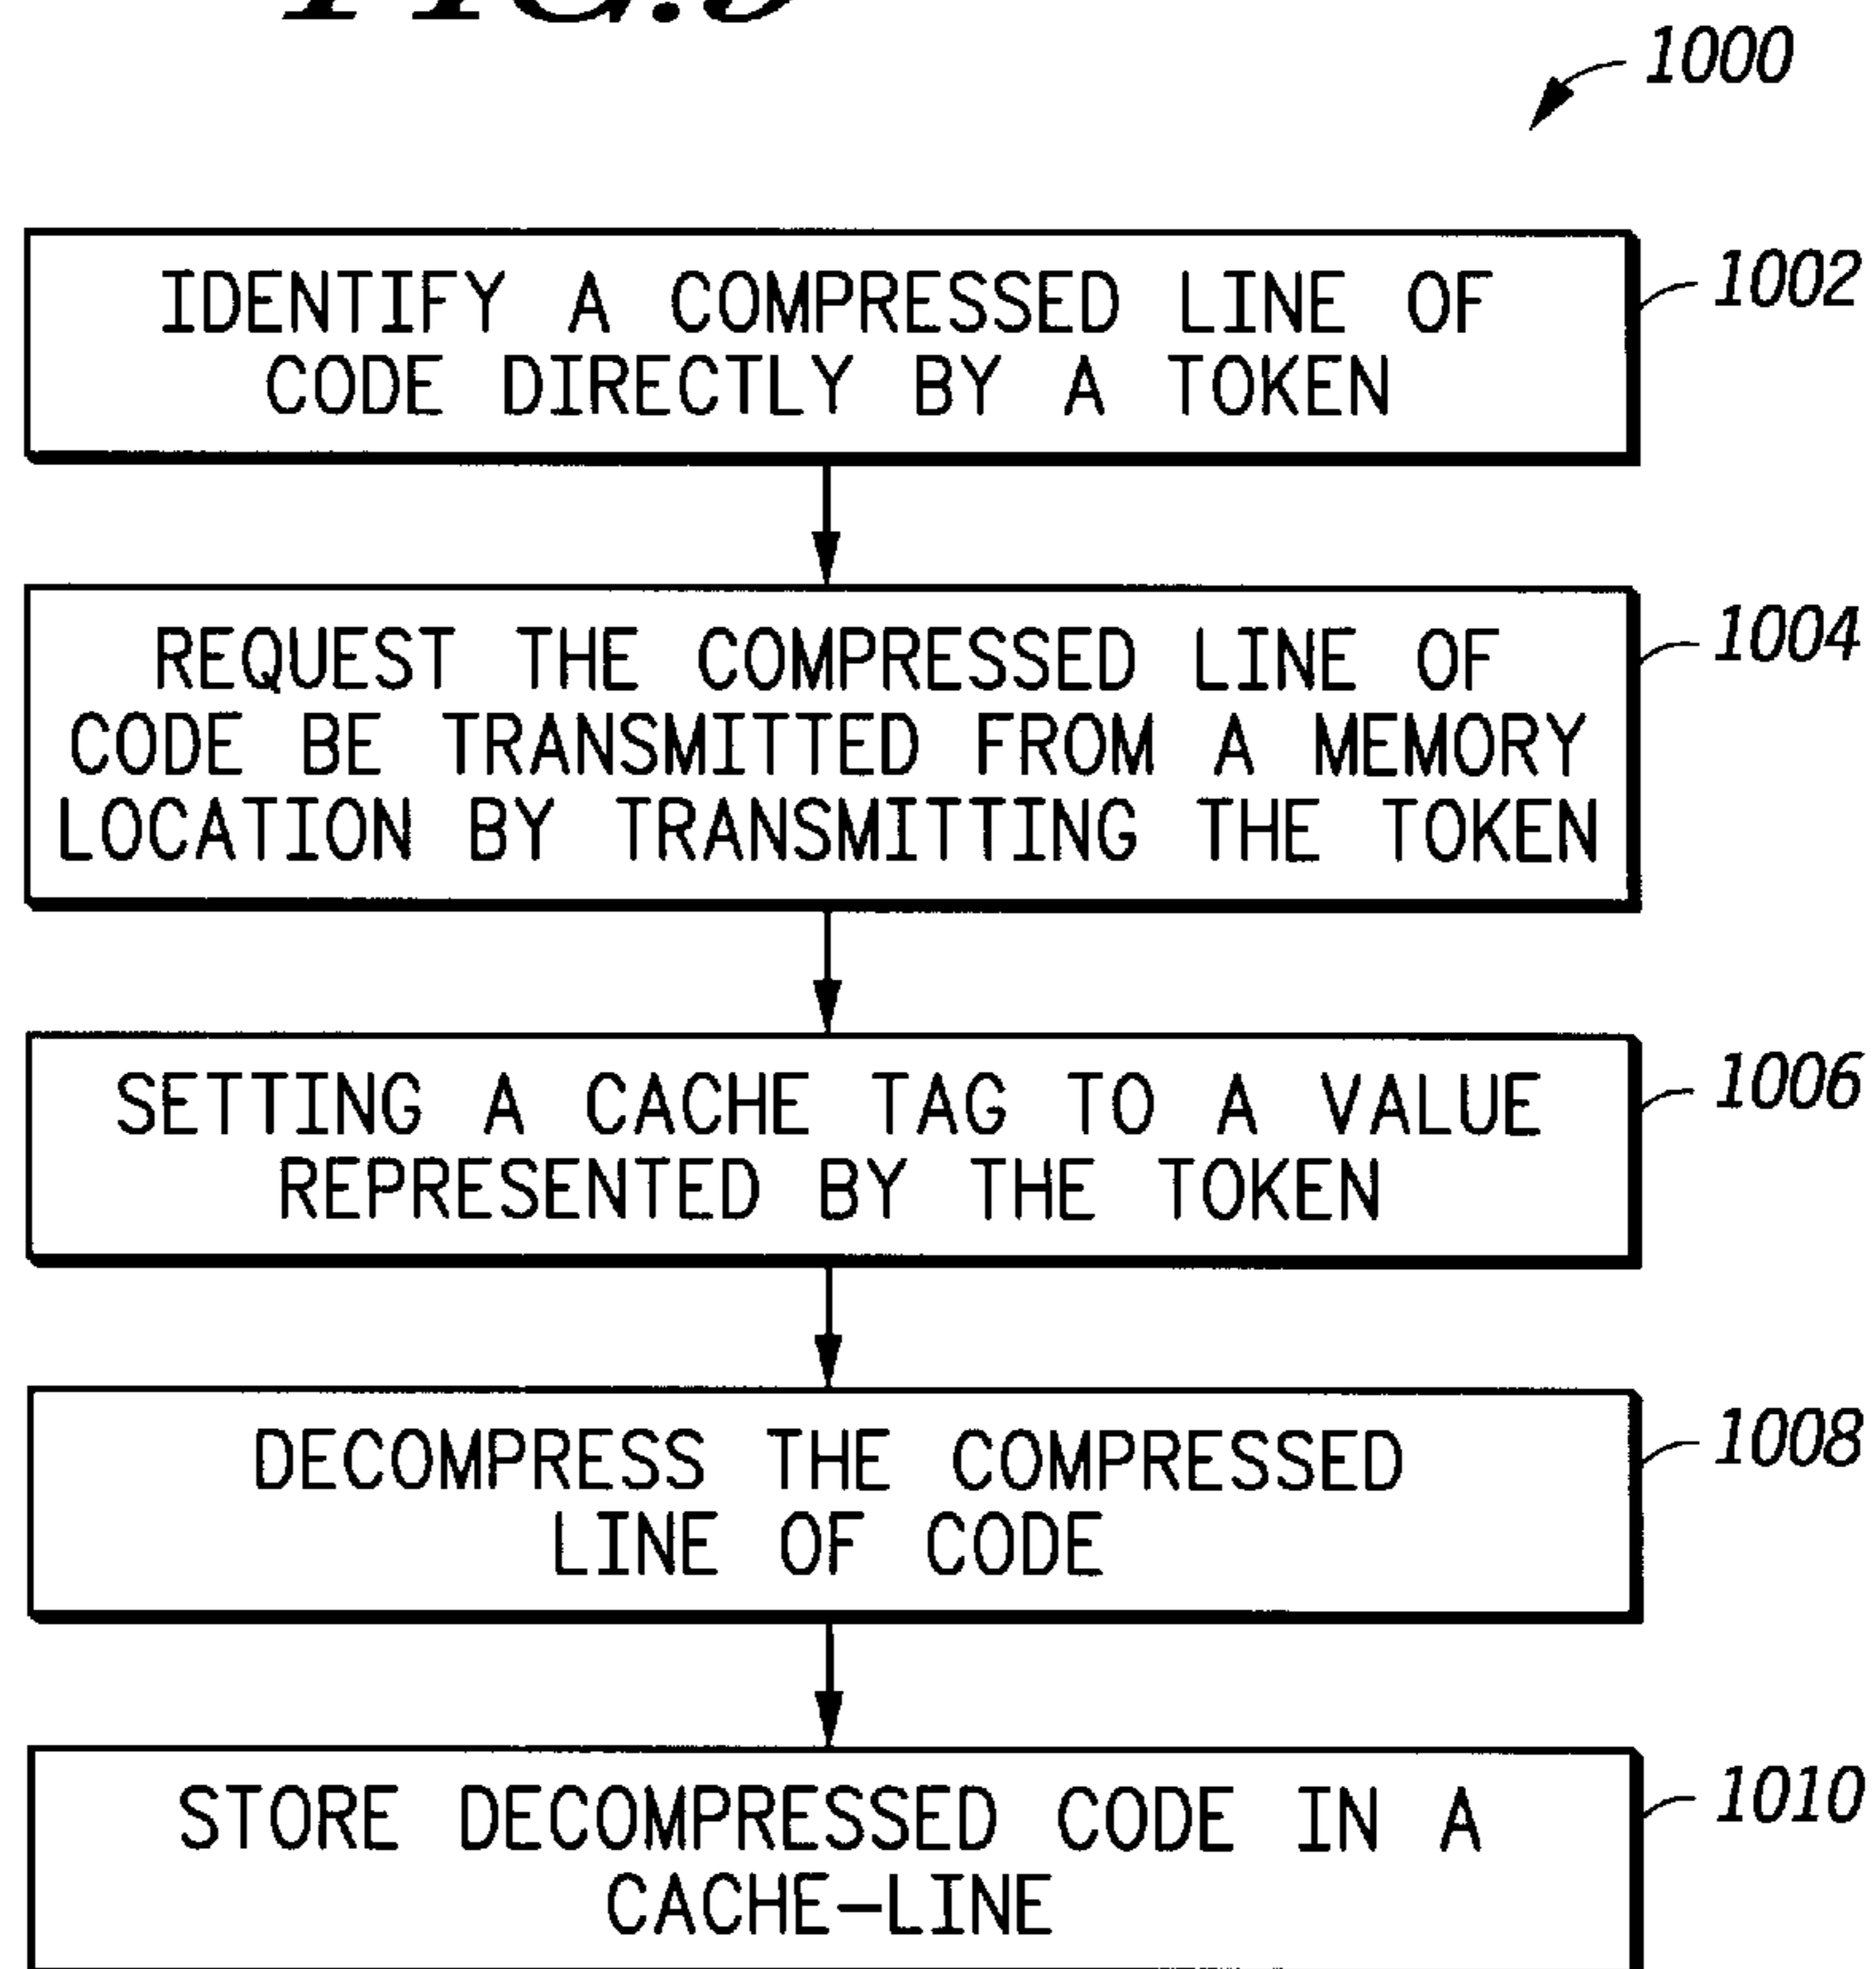 1000
IDENTIFY A COMPRESSED LINE OF
CODE DIRECTLY BY A TOKEN
1002
REQUEST THE COMPRESSED LINE OF
CODE BE TRANSMITTED FROM A MEMORY
LOCATION BY TRANSMITTING THE TOKEN
1004
SETTING A CACHE TAG TO A VALUE
REPRESENTED BY THE TOKEN
1006
DECOMPRESS THE COMPRESSED
LINE OF CODE
1008
STORE DECOMPRESSED CODE IN A
CACHE-LINE
1010